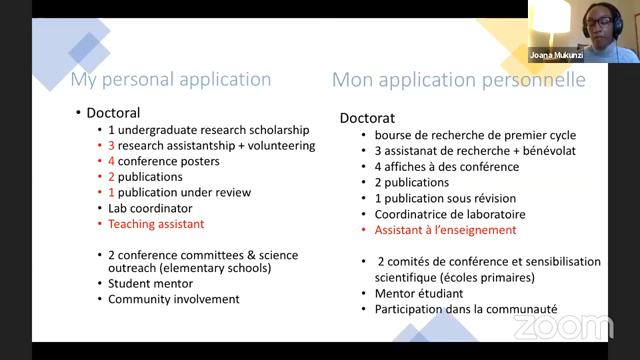 Joana Mukunzi
My personal application
• Doctoral
• 1 undergraduate research scholarship
• 3 research assistantship + volunteering
• 4 conference posters
• 2 publications
• 1 publication under review
• Lab coordinator
• Teaching assistant
• 2 conference committees & science
outreach (elementary schools)
• Student mentor
• Community involvement
Mon application personnelle
Doctorat
• bourse de recherche de premier cycle
• 3 assistanat de recherche + bénévolat
• 4 affiches à des conférence
• 2 publications
• 1 publication sous révision
• Coordinatrice de laboratoire
• Assistant à l’enseignement
• 2 comités de conférence et sensibilisation
scientifique (écoles primaires)
• Mentor étudiant
• Participation dans la communauté
zoom